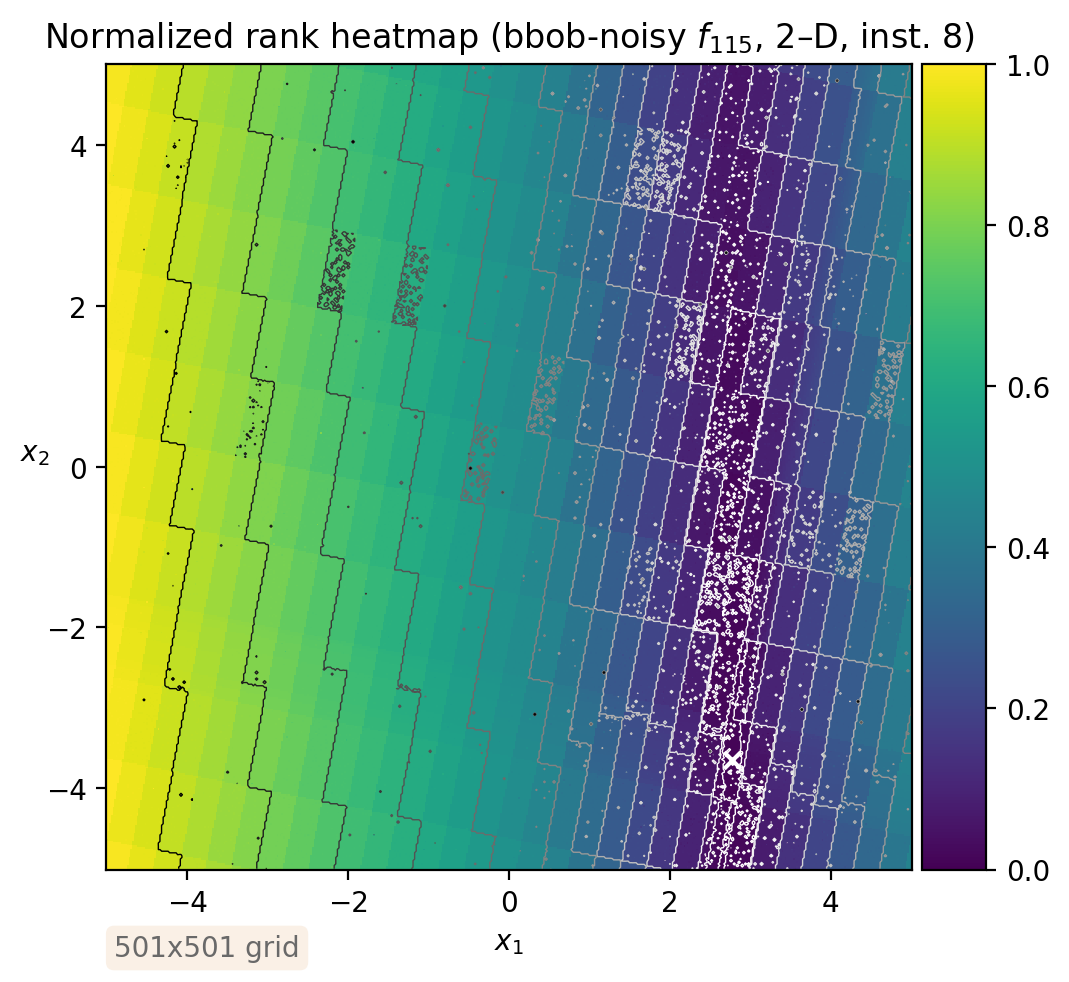 Normalized rank heatmap (bbob-noisy f₁₁₅, 2–D, inst. 8)
1.0
4
0.8
2
0.6
x₂
0
0.4
−2
0.2
−4
0.0
−4 −2 0 2 4
501x501 grid
x₁